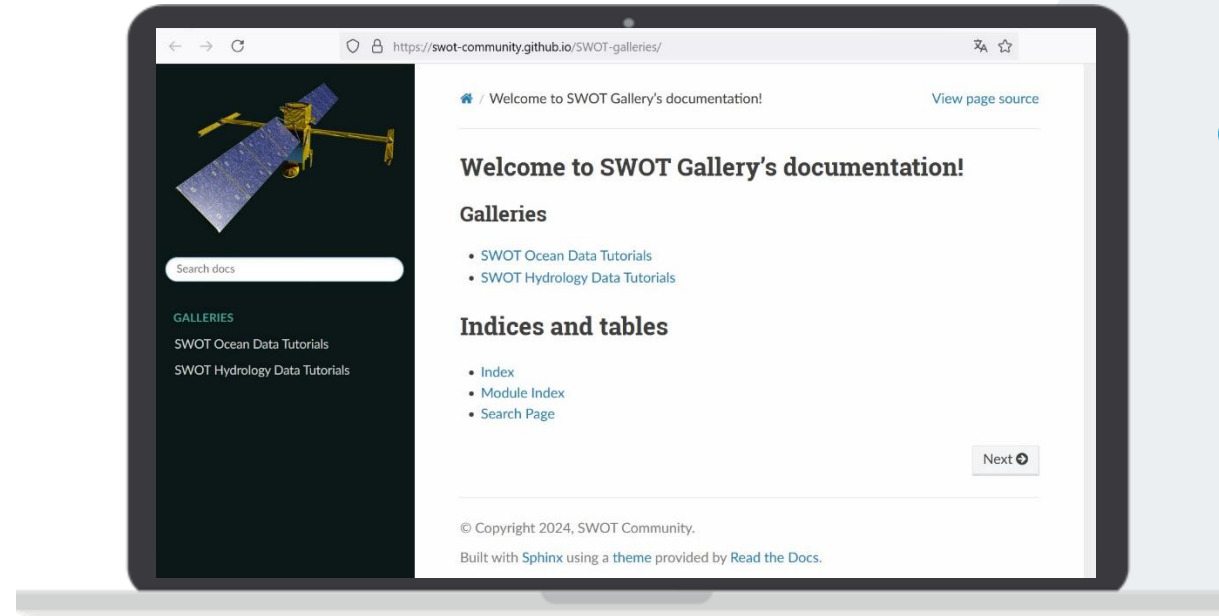 https://swot-community.github.io/SWOT-galleries/
Search docs
GALLERIES
SWOT Ocean Data Tutorials
SWOT Hydrology Data Tutorials
/ Welcome to SWOT Gallery's documentation!
View page source
Welcome to SWOT Gallery's documentation!
Galleries
• SWOT Ocean Data Tutorials
• SWOT Hydrology Data Tutorials
Indices and tables
• Index
• Module Index
• Search Page
Next
© Copyright 2024, SWOT Community.
Built with Sphinx using a theme provided by Read the Docs.